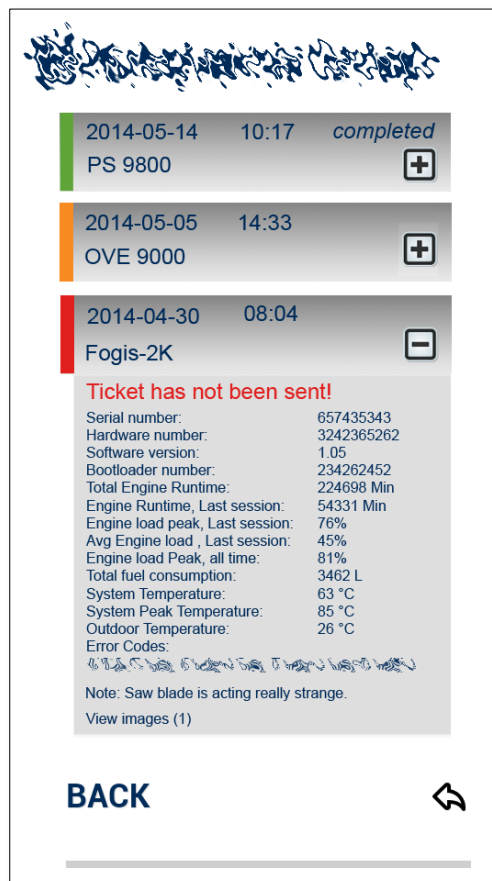 2014-05-14 10:17 completed
PS 9800
2014-05-05 14:33
OVE 9000
2014-04-30 08:04
Fogis-2K
Ticket has not been sent!
Serial number: 657435343
Hardware number: 3242365262
Software version: 1.05
Bootloader number: 234262452
Total Engine Runtime: 224698 Min
Engine Runtime, Last session: 54331 Min
Engine load peak, Last session: 76%
Avg Engine load , Last session: 45%
Engine load Peak, all time: 81%
Total fuel consumption: 3462 L
System Temperature: 63 °C
System Peak Temperature: 85 °C
Outdoor Temperature: 26 °C
Error Codes:
Note: Saw blade is acting really strange.
View images (1)
BACK